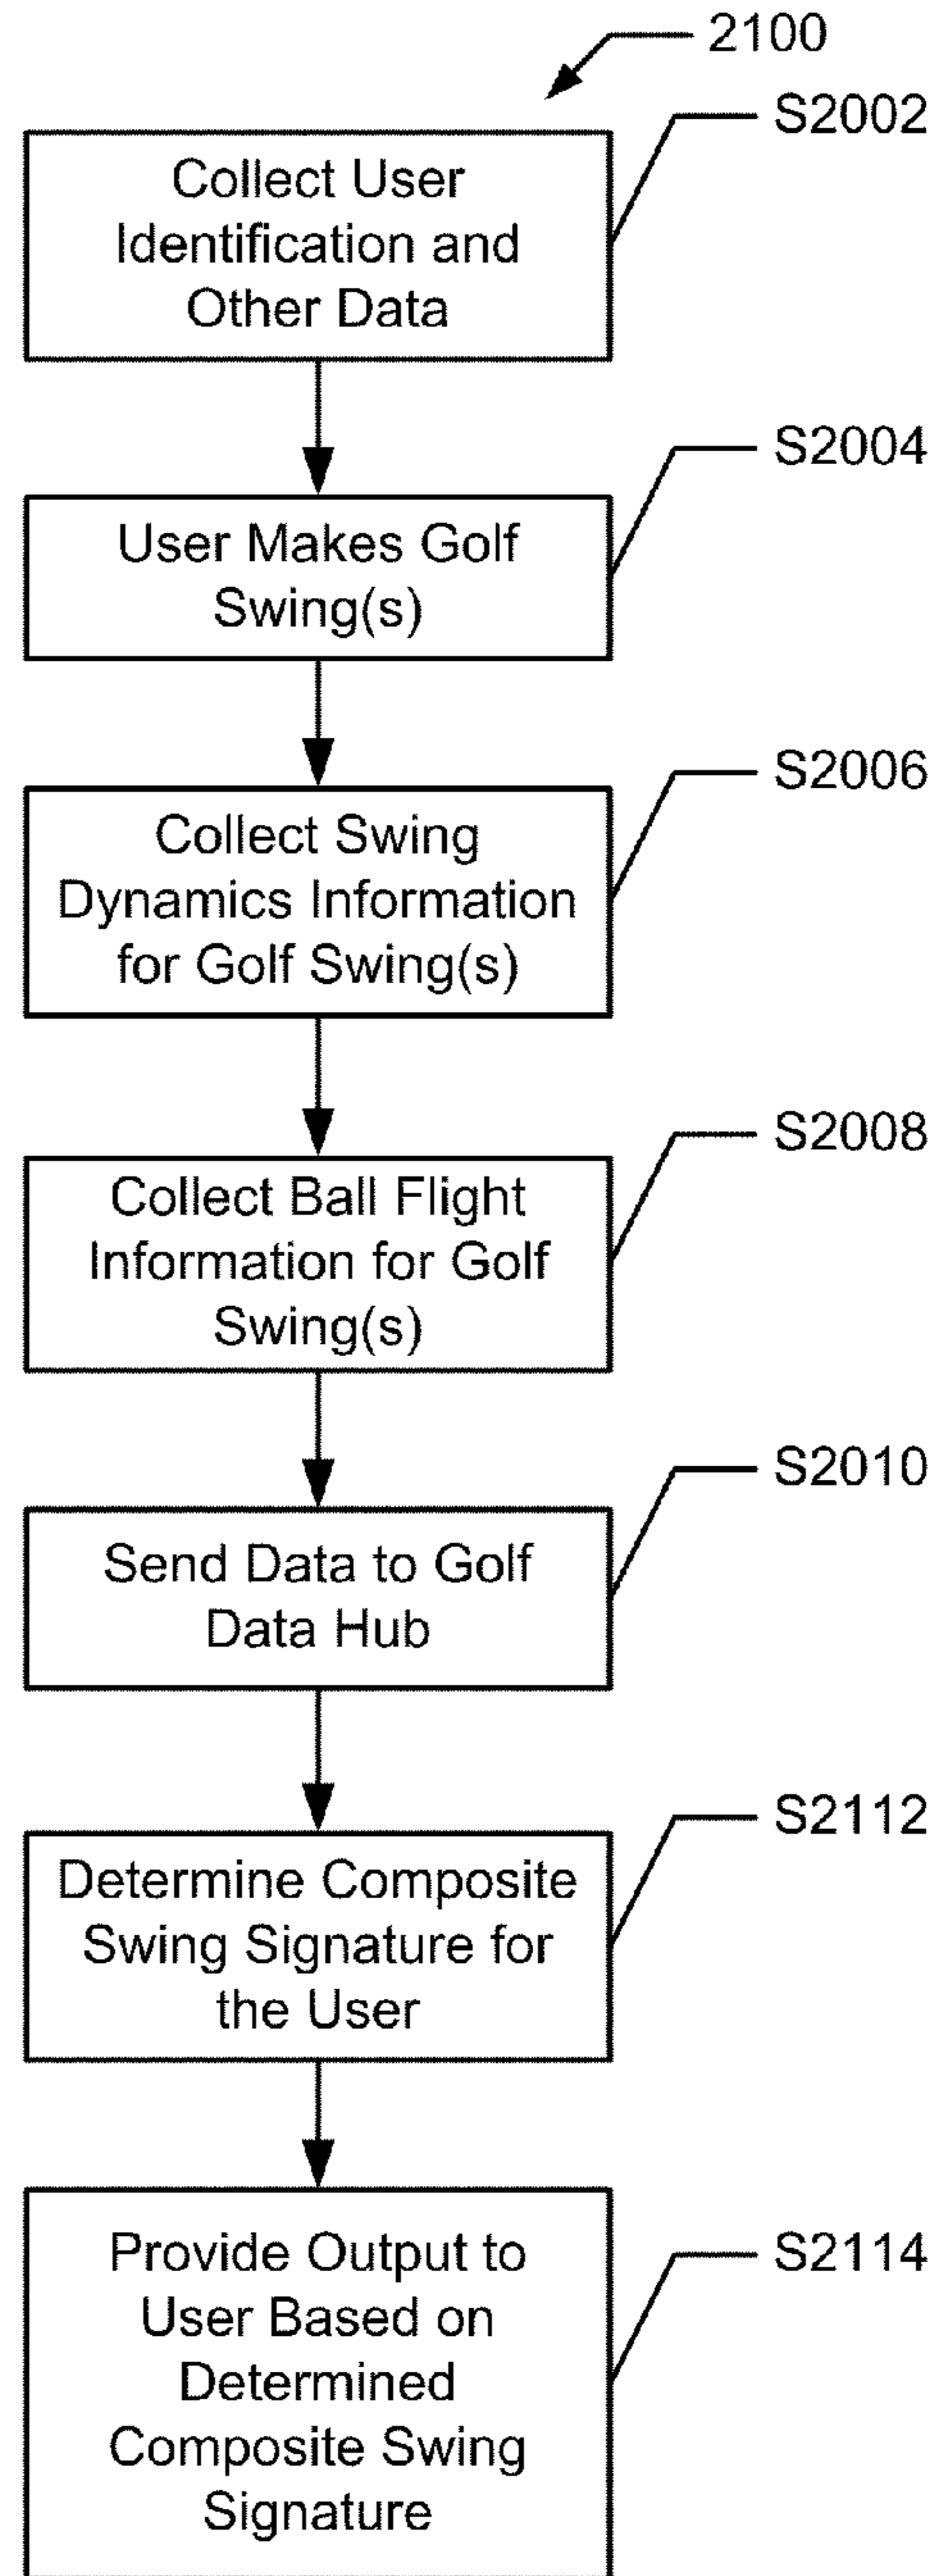 2100
S2002
Collect User
Identification and
Other Data
S2004
User Makes Golf
Swing(s)
S2006
Collect Swing
Dynamics Information
for Golf Swing(s)
S2008
Collect Ball Flight
Information for Golf
Swing(s)
S2010
Send Data to Golf
Data Hub
S2112
Determine Composite
Swing Signature for
the User
S2114
Provide Output to
User Based on
Determined
Composite Swing
Signature